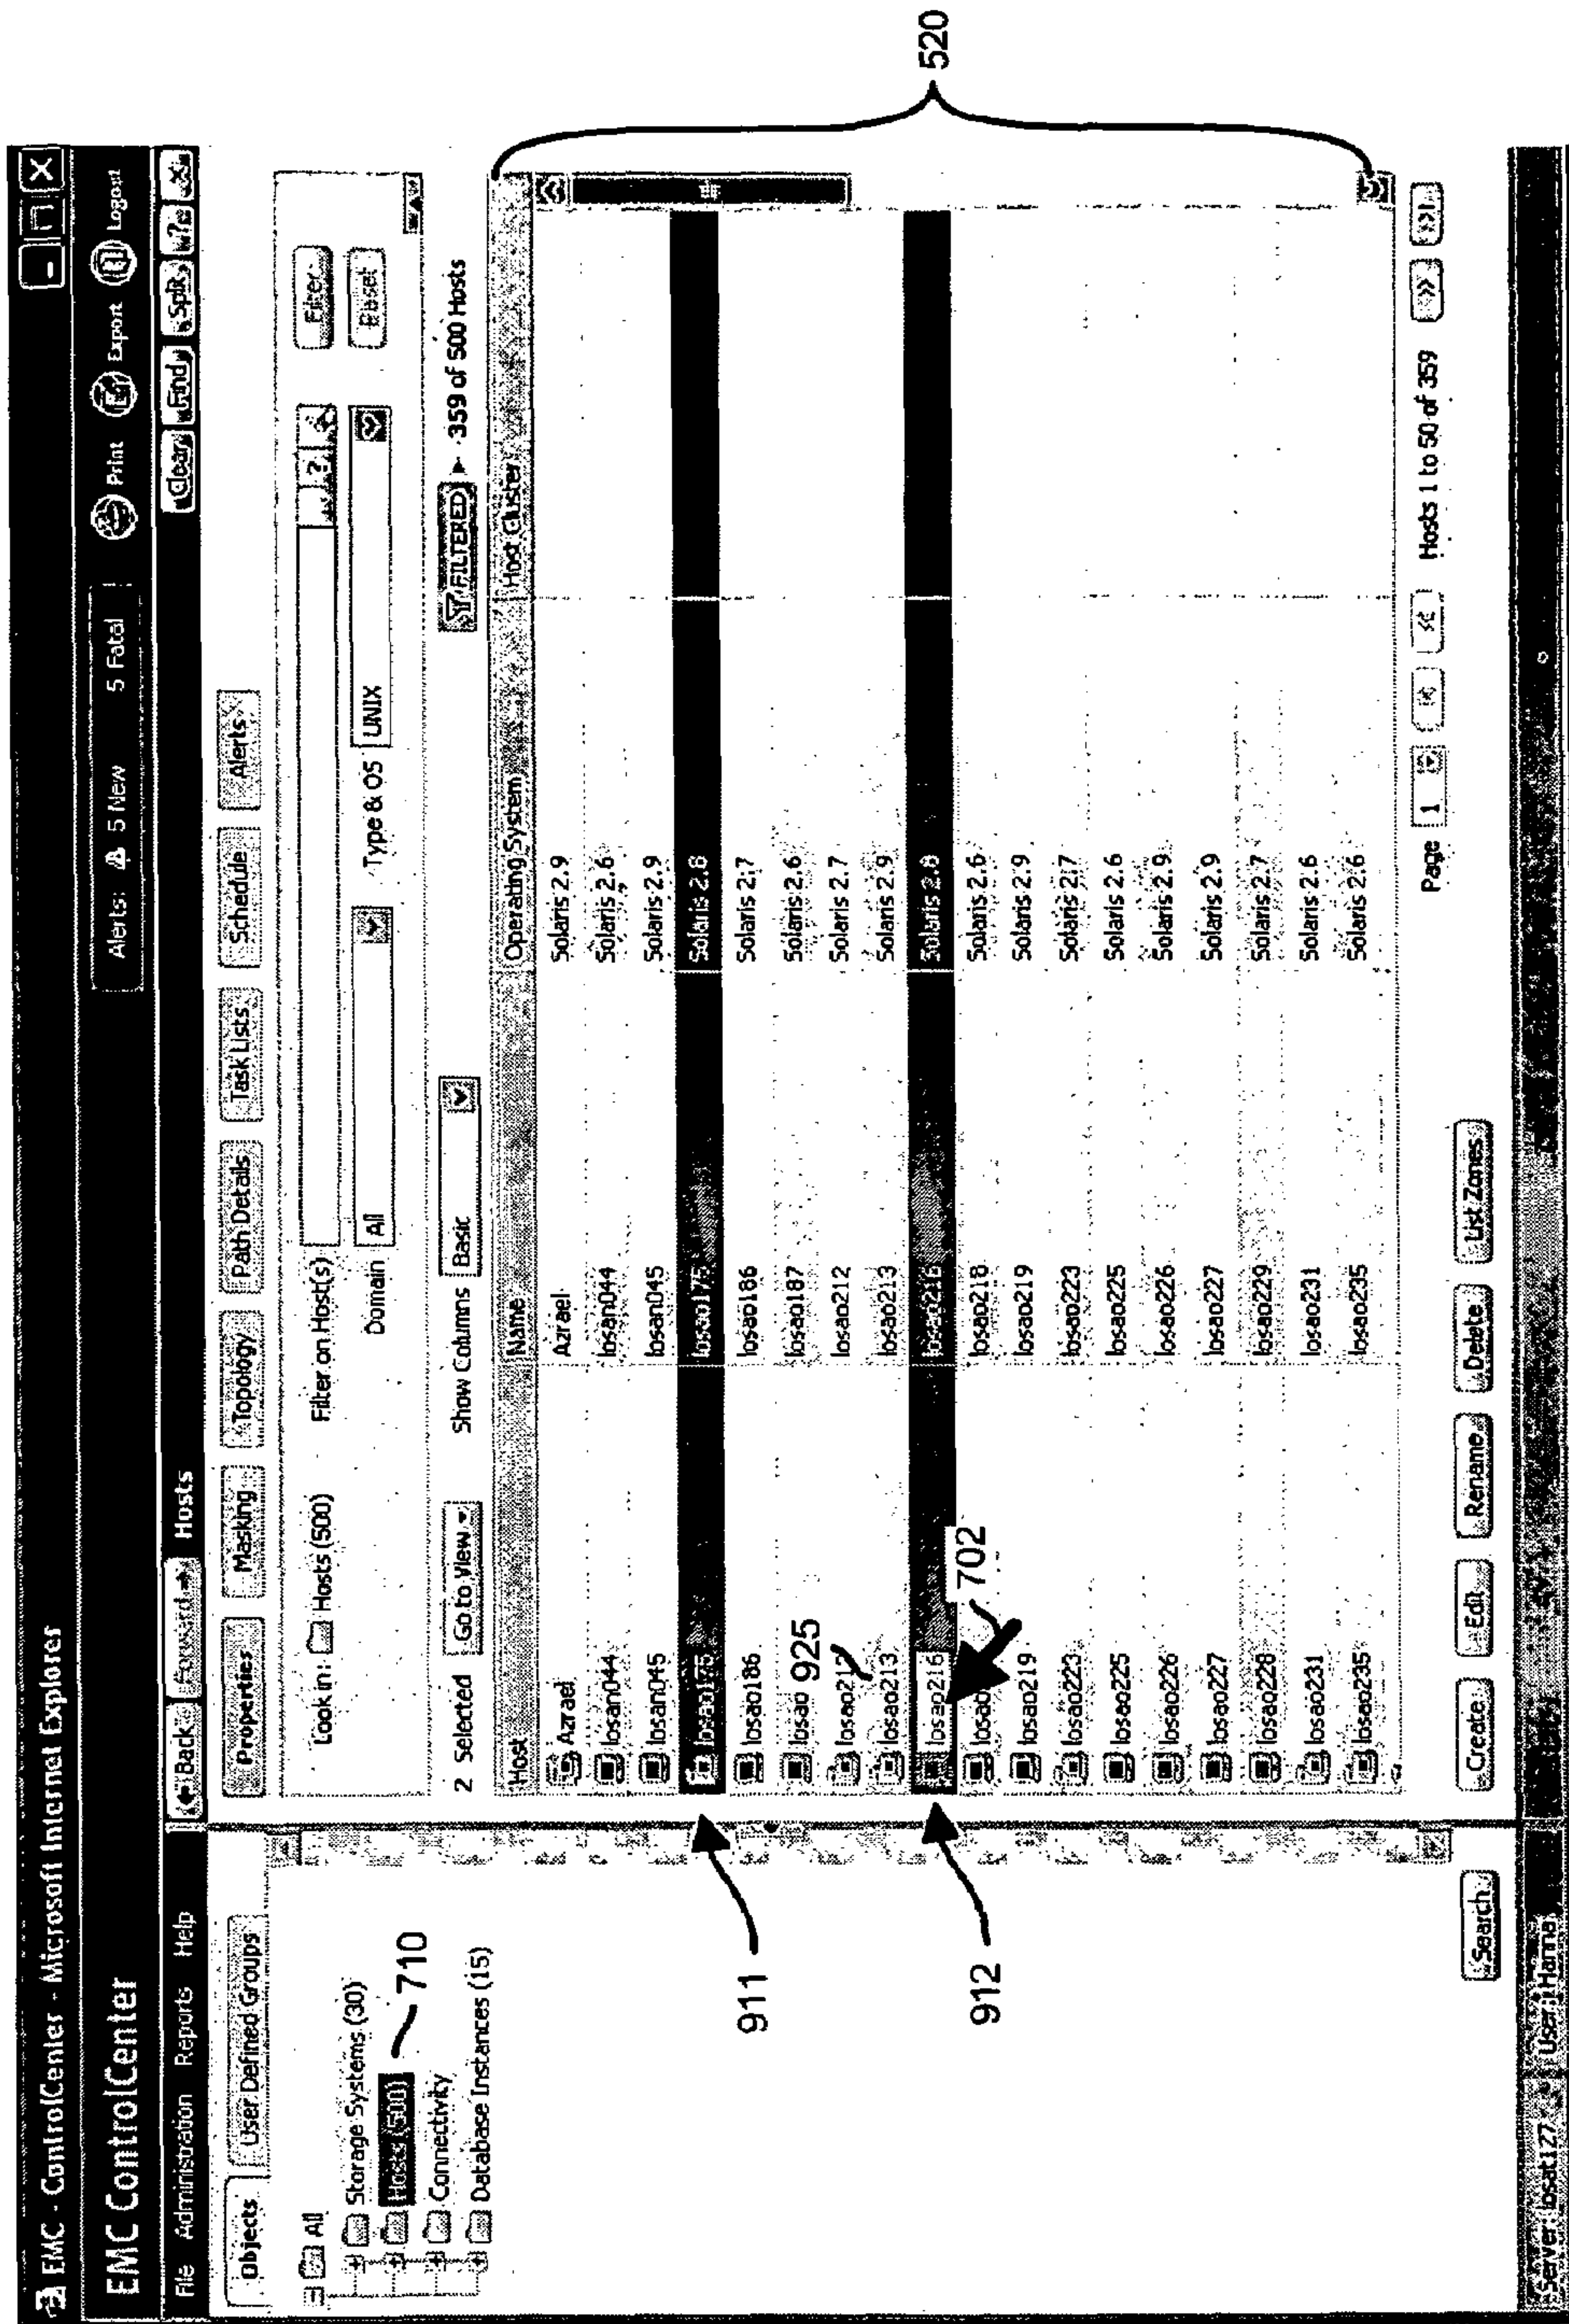 EMC - ControlCenter - Microsoft Internet Explorer
EMC ControlCenter
Alerts: 5 New 5 Fatal Print Export Logout
File Administration Reports Help
Back Forward Hosts Clear Find Split ? X
Objects User Defined Groups
Properties Masking Topology Path Details Task Lists Schedule Alerts
All
Storage Systems (30)
Hosts (500)
710
Connectivity
Database Instances (15)
Look in: Hosts (500) Filter on Host(s) ? Filter
Domain All Type & OS UNIX Reset
2 Selected Go to View Show Columns Basic FILTERED 359 of 500 Hosts
Host Name Operating System Host Cluster
Azrael Azrael Solaris 2.9
losan044 losan044 Solaris 2.6
losan045 losan045 Solaris 2.9
losao175 losao175 Solaris 2.8
losao186 losao186 Solaris 2.7
losao 925 losao187 Solaris 2.6
losao212 losao212 Solaris 2.7
losao213 losao213 Solaris 2.9
losao216 losao216 Solaris 2.8
losao losao218 Solaris 2.6
losao219 losao219 Solaris 2.9
losao223 losao223 Solaris 2.7
losao225 losao225 Solaris 2.6
losao226 losao226 Solaris 2.9
losao227 losao227 Solaris 2.9
losao228 losao229 Solaris 2.7
losao231 losao231 Solaris 2.6
losao235 losao235 Solaris 2.6
911
912
702
520
Page 1 Hosts 1 to 50 of 359
Search Create Edit Rename Delete List Zones
Server: losat127 User: Hanna